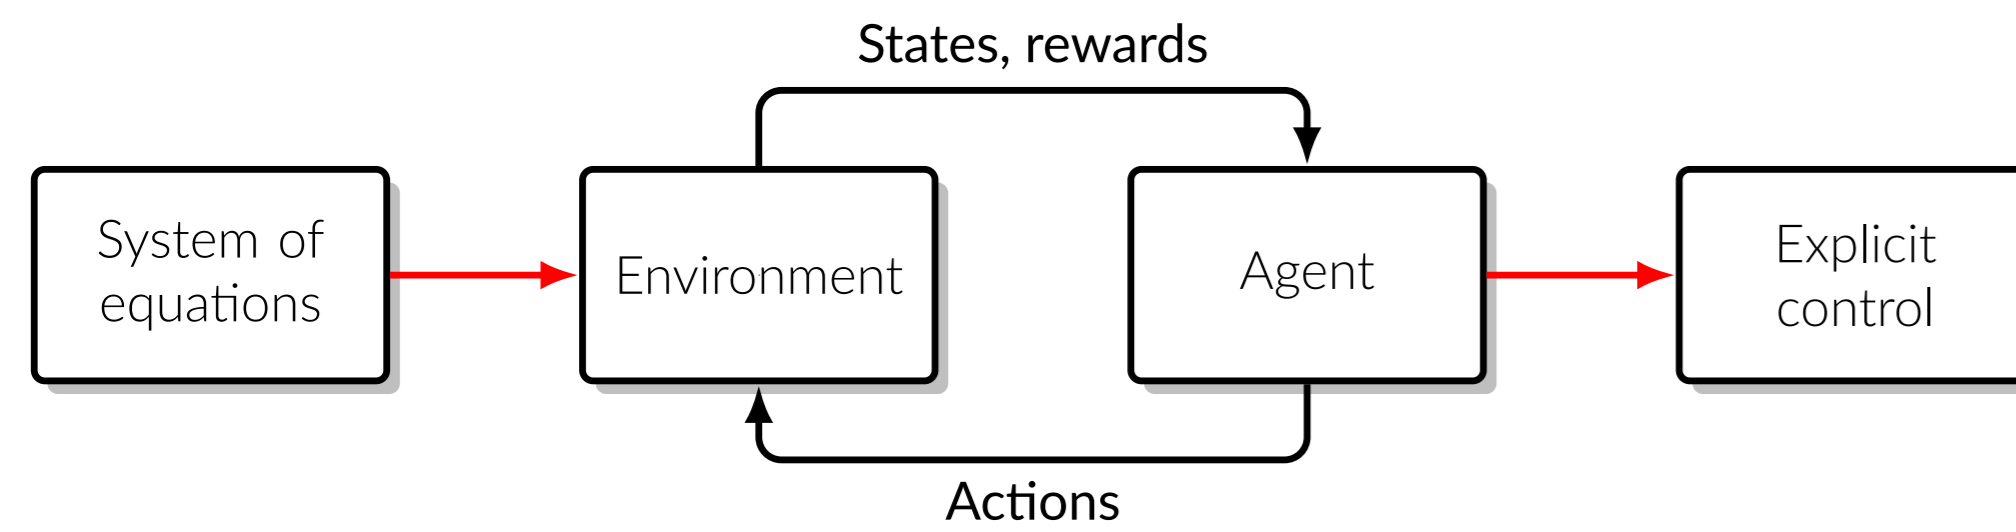 States, rewards
System of
equations
Environment
Agent
Explicit
control
Actions